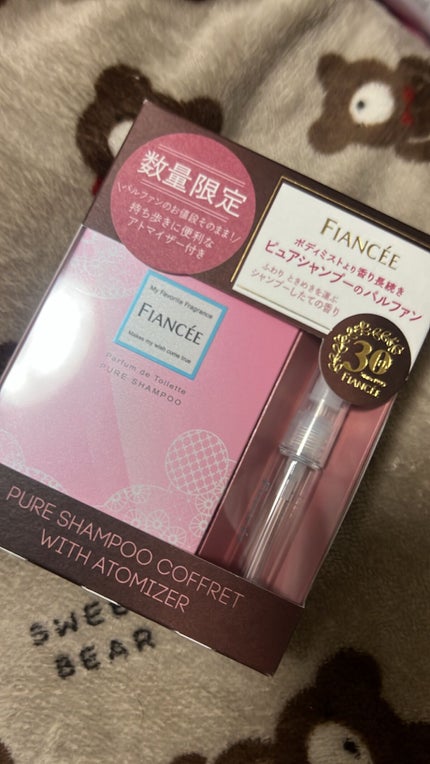 数量限定
\パルファンのお値段そのまま!/
持ち歩きに便利な
アトマイザー付き
FIANCÉE
ボディミストより香り長続き
ピュアシャンプーのパルファン
ふわり ときめきを運ぶ
シャンプーしたての香り
30
FIANCÉE
My Favorite Fragrance
FIANCÉE
Makes my wish come true
Parfum de Toilette
PURE SHAMPOO
PURE SHAMPOO COFFRET
WITH ATOMIZER
BEAR